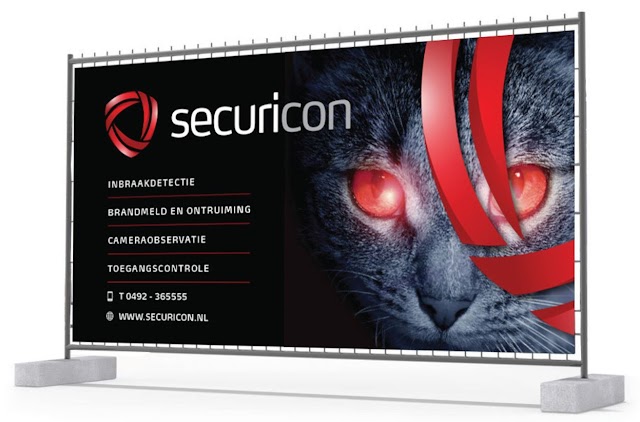 securicon
INBRAAKDETECTIE
BRANDMELD EN ONTRUIMING
CAMERAOBSERVATIE
TOEGANGSCONTROLE
T 0492 - 365555
WWW.SECURICON.NL